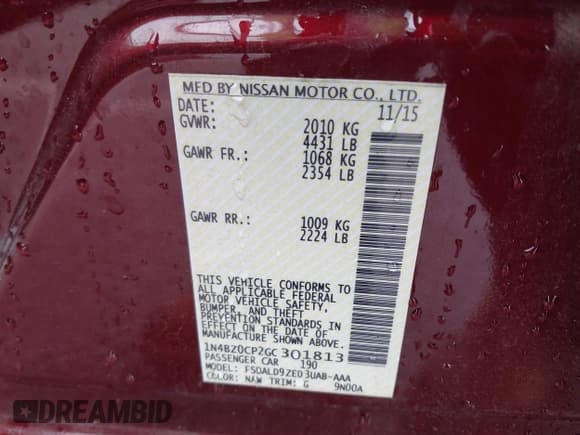 MFD BY NISSAN MOTOR CO., LTD.
DATE: 11/15
GVWR: 2010 KG
4431 LB
GAWR FR.: 1068 KG
2354 LB
GAWR RR.: 1009 KG
2224 LB
THIS VEHICLE CONFORMS TO
ALL APPLICABLE FEDERAL
MOTOR VEHICLE SAFETY,
BUMPER, AND THEFT
PREVENTION STANDARDS IN
EFFECT ON THE DATE OF
MANUFACTURE SHOWN ABOVE.
1N4BZ0CP2GC301813
PASSENGER CAR 190
MODEL: FSDALD9ZE03UAB-AAA
COLOR: NAW TRIM: G 9N00A
STREAMBID